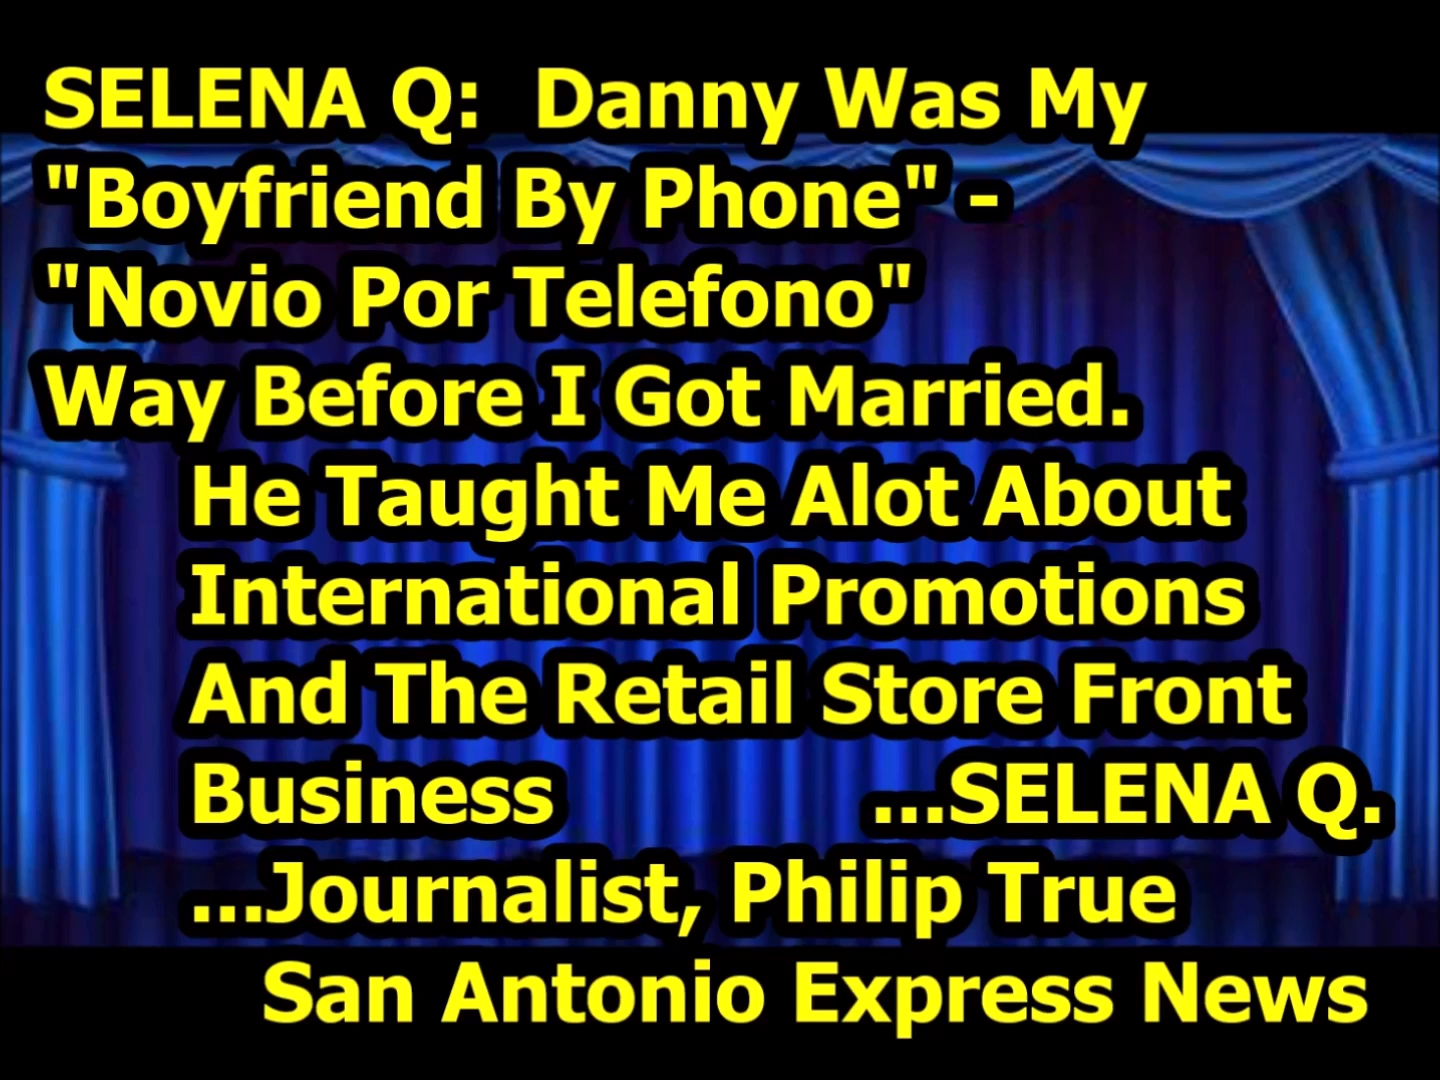 SELENA Q:  Danny Was My
"Boyfriend By Phone" -
"Novio Por Telefono"
Way Before I Got Married.
He Taught Me Alot About
International Promotions
And The Retail Store Front
Business ...SELENA Q.
...Journalist, Philip True
San Antonio Express News